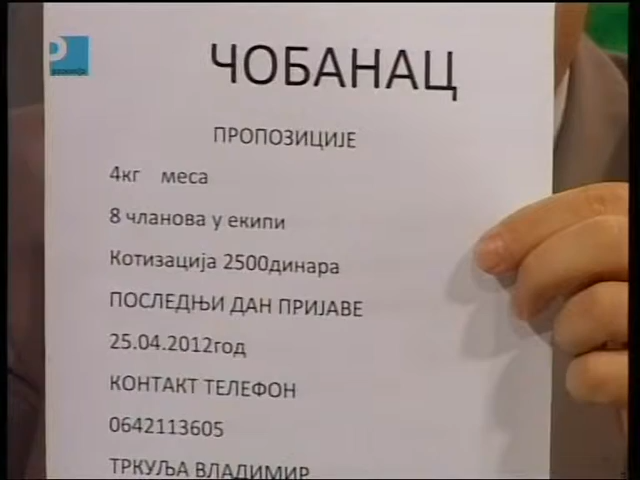 ЧОБАНАЦ
ПРОПОЗИЦИЈЕ
4кг меса
8 чланова у екипи
Котизација 2500динара
ПОСЛЕДЊИ ДАН ПРИЈАВЕ
25.04.2012год
КОНТАКТ ТЕЛЕФОН
0642113605
ТРКУЉА ВЛАДИМИР